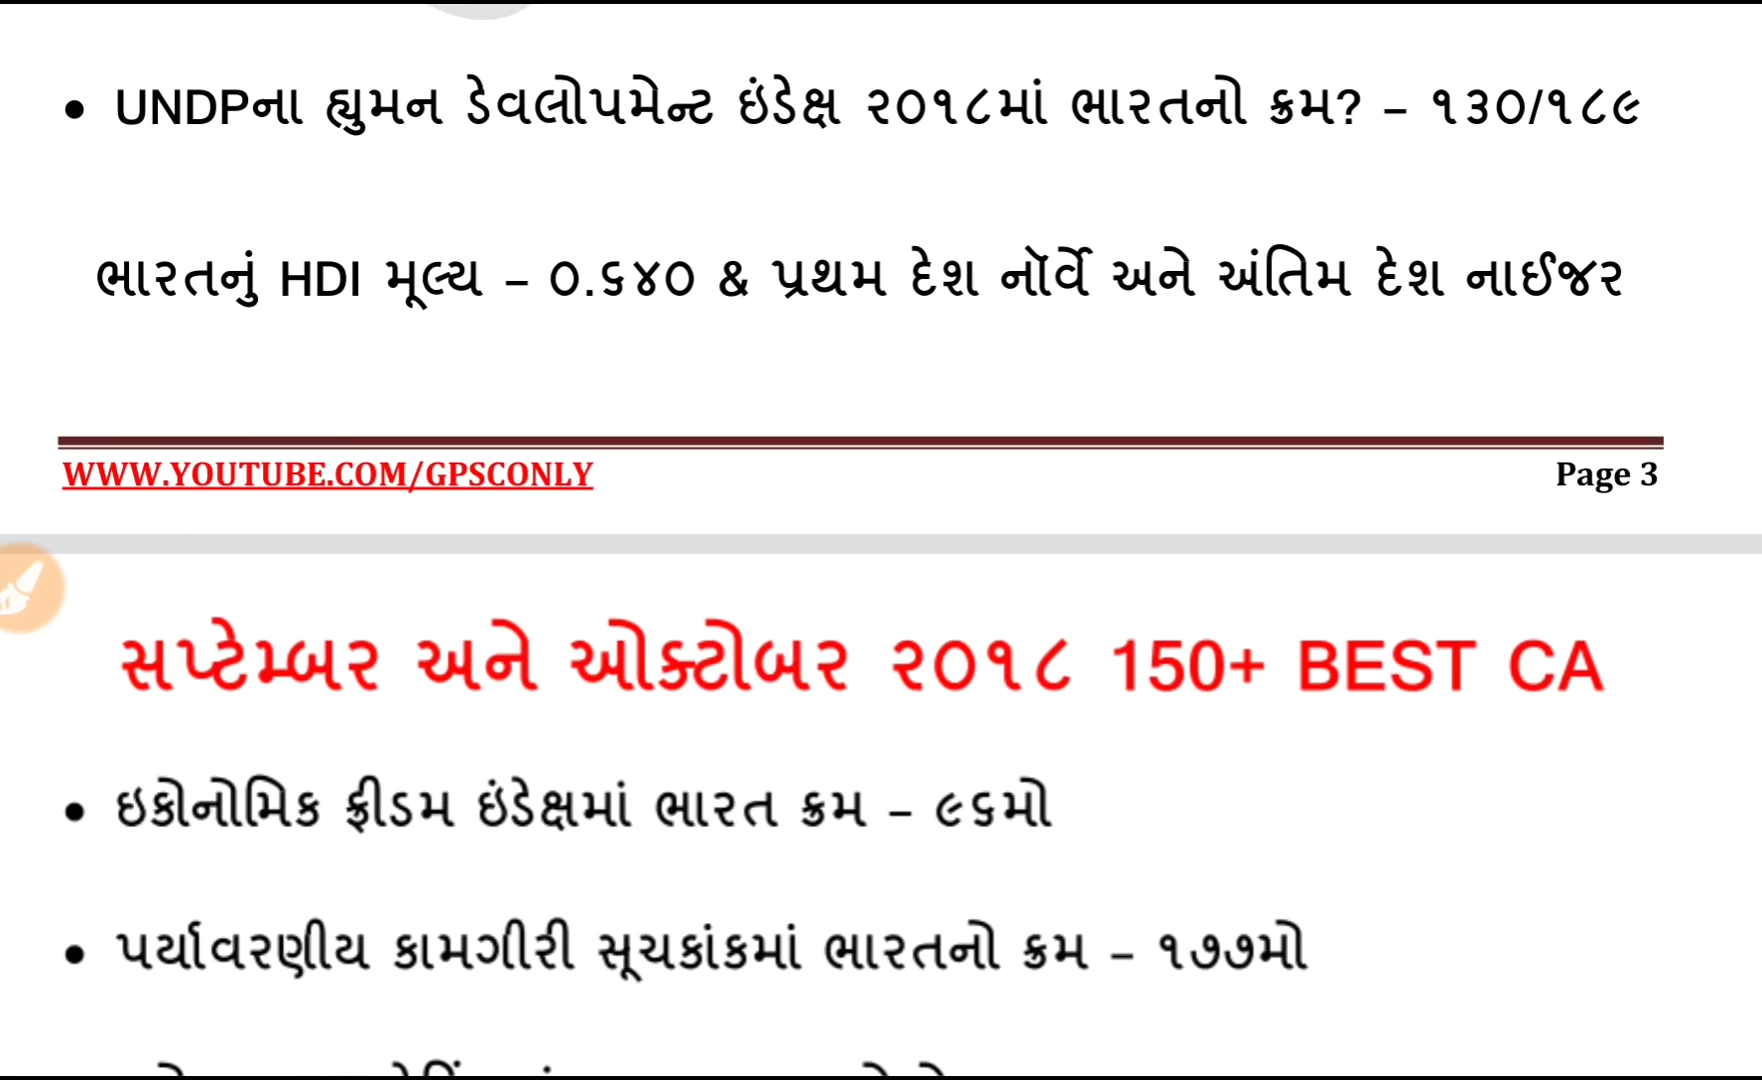 • UNDPના હ્યુમન ડેવલોપમેન્ટ ઇંડેક્ષ ૨૦૧૮માં ભારતનો ક્રમ? – ૧૩૦/૧૮૯
ભારતનું HDI મૂલ્ય – ૦.૬૪૦ & પ્રથમ દેશ નૉર્વે અને અંતિમ દેશ નાઈજર
WWW.YOUTUBE.COM/GPSCONLY Page 3
સપ્ટેમ્બર અને ઓક્ટોબર ૨૦૧૮ 150+ BEST CA
• ઇકોનોમિક ફ્રીડમ ઇંડેક્ષમાં ભારત ક્રમ – ૯૬મો
• પર્યાવરણીય કામગીરી સૂચકાંકમાં ભારતનો ક્રમ – ૧૭૭મો